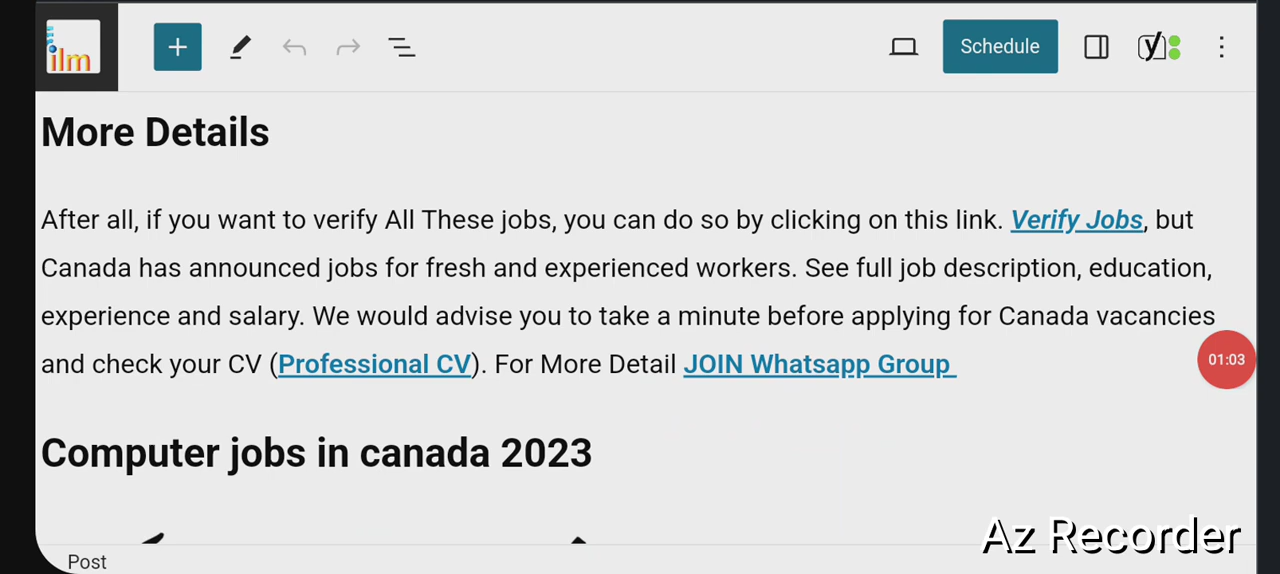 ilm
Schedule
More Details
After all, if you want to verify All These jobs, you can do so by clicking on this link. Verify Jobs, but
Canada has announced jobs for fresh and experienced workers. See full job description, education,
experience and salary. We would advise you to take a minute before applying for Canada vacancies
and check your CV (Professional CV). For More Detail JOIN Whatsapp Group
01:03
Computer jobs in canada 2023
Az Recorder
Post